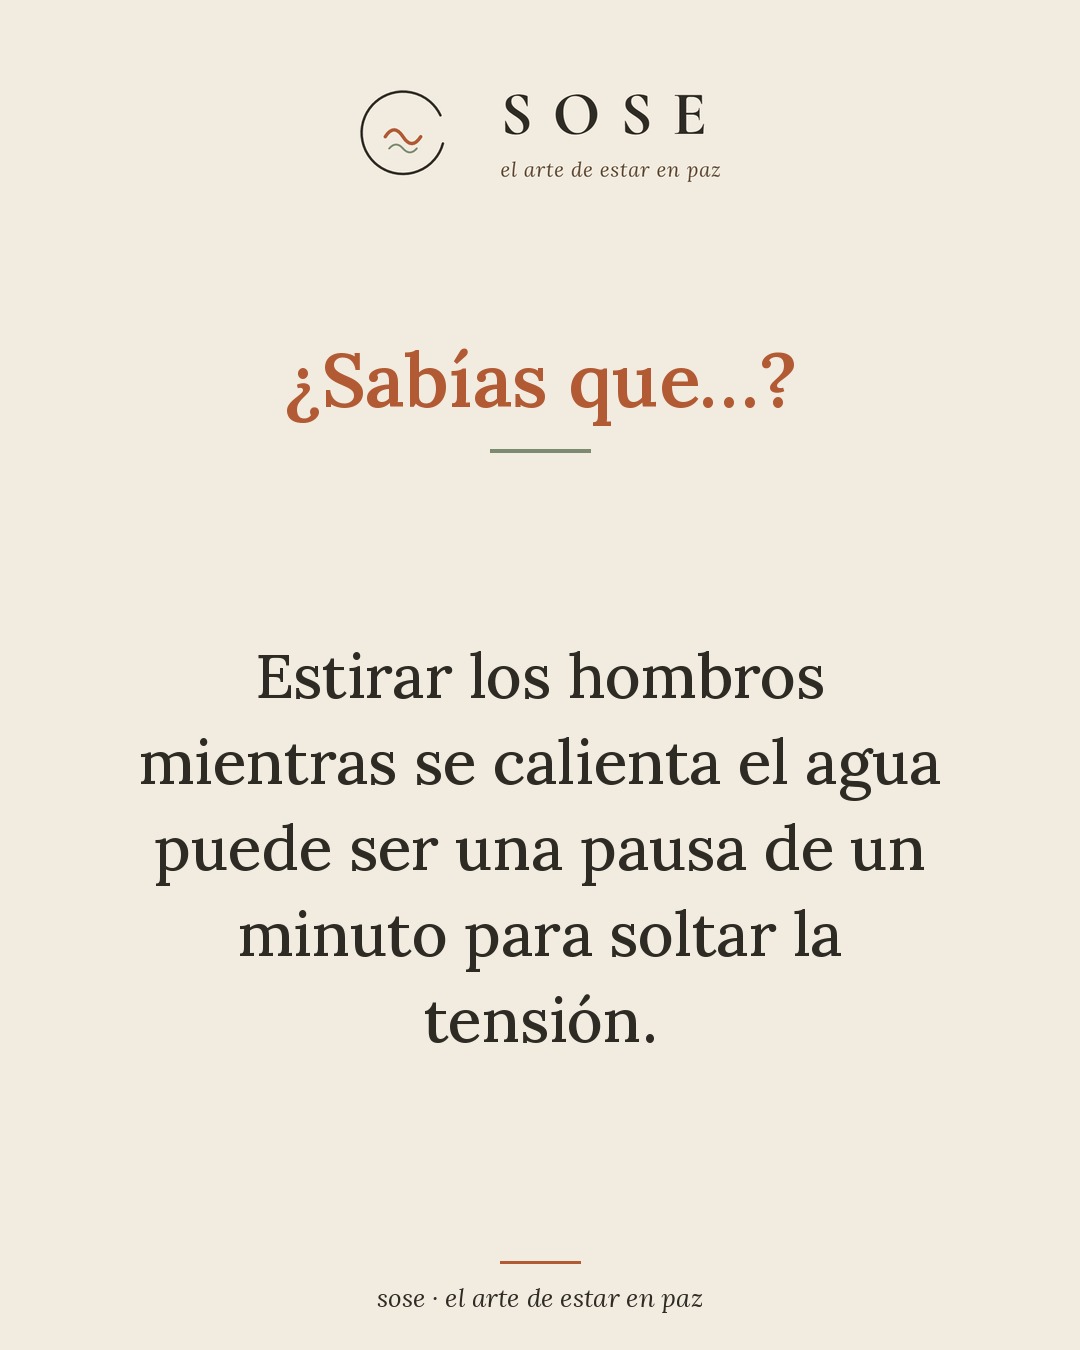 SOSE
el arte de estar en paz
¿Sabías que...?
Estirar los hombros
mientras se calienta el agua
puede ser una pausa de un
minuto para soltar la
tensión.
sose · el arte de estar en paz